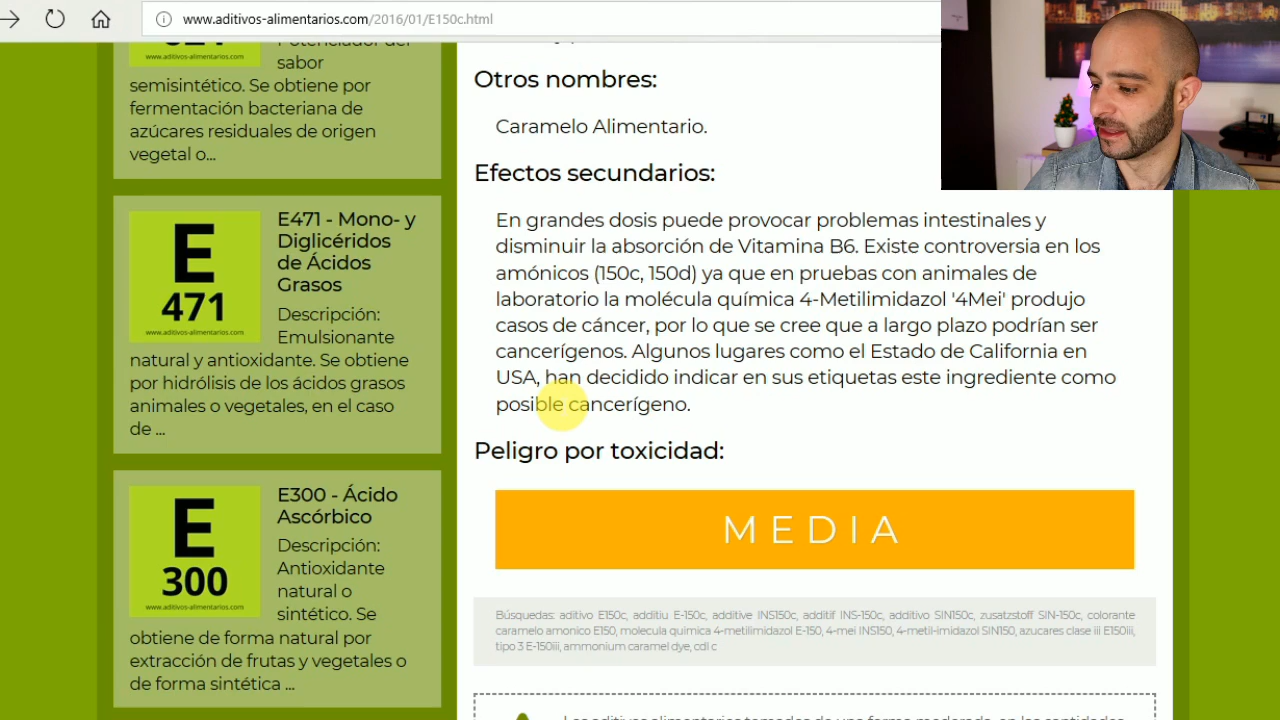 www.aditivos-alimentarios.com/2016/01/E150c.html
www.aditivos-alimentarios.com
sabor
semisintético. Se obtiene por
fermentación bacteriana de
azúcares residuales de origen
vegetal o...
E
471
www.aditivos-alimentarios.com
E471 - Mono- y
Diglicéridos
de Ácidos
Grasos
Descripción:
Emulsionante
natural y antioxidante. Se obtiene
por hidrólisis de los ácidos grasos
animales o vegetales, en el caso
de ...
E
300
www.aditivos-alimentarios.com
E300 - Ácido
Ascórbico
Descripción:
Antioxidante
natural o
sintético. Se
obtiene de forma natural por
extracción de frutas y vegetales o
de forma sintética ...
Otros nombres:
Caramelo Alimentario.
Efectos secundarios:
En grandes dosis puede provocar problemas intestinales y
disminuir la absorción de Vitamina B6. Existe controversia en los
amónicos (150c, 150d) ya que en pruebas con animales de
laboratorio la molécula química 4-Metilimidazol '4Mei' produjo
casos de cáncer, por lo que se cree que a largo plazo podrían ser
cancerígenos. Algunos lugares como el Estado de California en
USA, han decidido indicar en sus etiquetas este ingrediente como
posible cancerígeno.
Peligro por toxicidad:
MEDIA
Búsquedas: aditivo E150c, additiu E-150c, additive INS150c, additif INS-150c, additivo SIN150c, zusatzstoff SIN-150c, colorante
caramelo amonico E150, molecula quimica 4-metilimidazol E-150, 4-mei INS150, 4-metil-imidazol SIN150, azucares clase iii E150iii,
tipo 3 E-150iii, ammonium caramel dye, cdi c